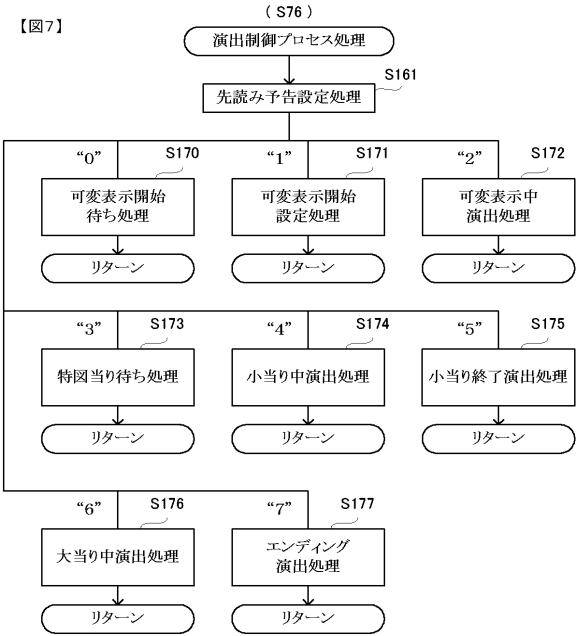 【図7】
( S76 )
演出制御プロセス処理
S161
先読み予告設定処理
“0”
S170
可変表示開始
待ち処理
リターン
“1”
S171
可変表示開始
設定処理
リターン
“2”
S172
可変表示中
演出処理
リターン
“3”
S173
特図当り待ち処理
リターン
“4”
S174
小当り中演出処理
リターン
“5”
S175
小当り終了演出処理
リターン
“6”
S176
大当り中演出処理
リターン
“7”
S177
エンディング
演出処理
リターン